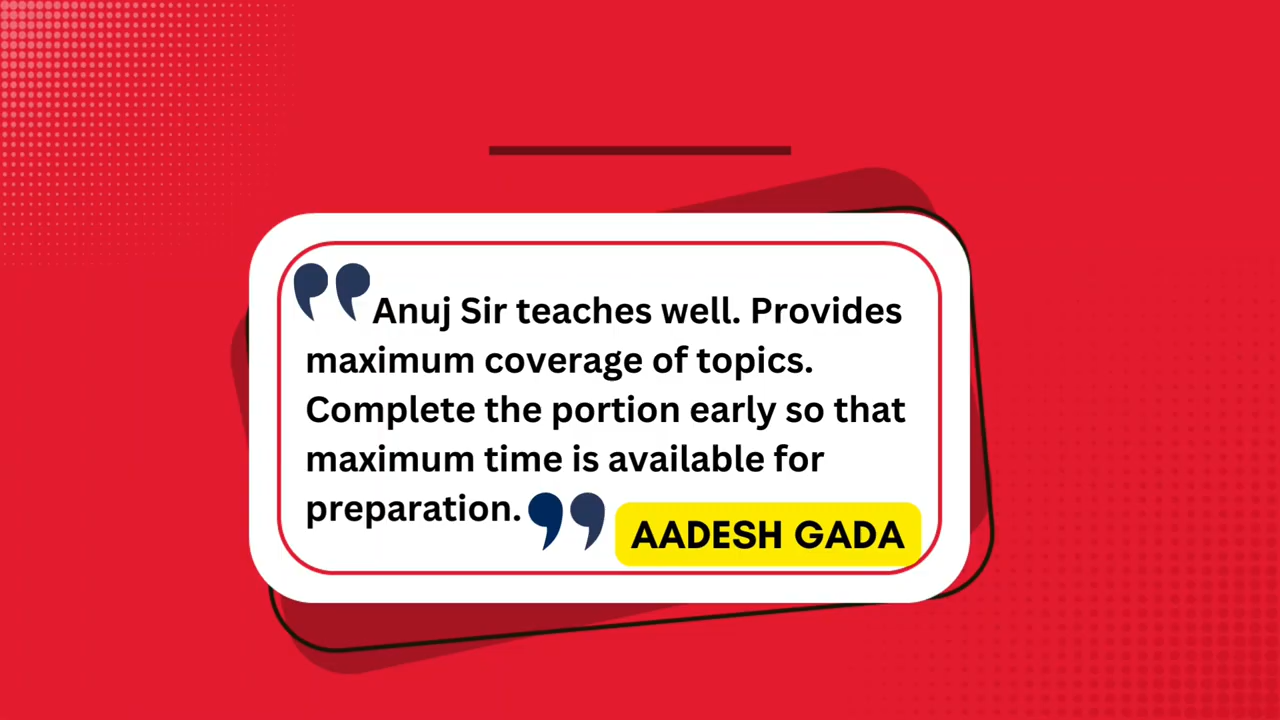 Anuj Sir teaches well. Provides
maximum coverage of topics.
Complete the portion early so that
maximum time is available for
preparation.
AADESH GADA